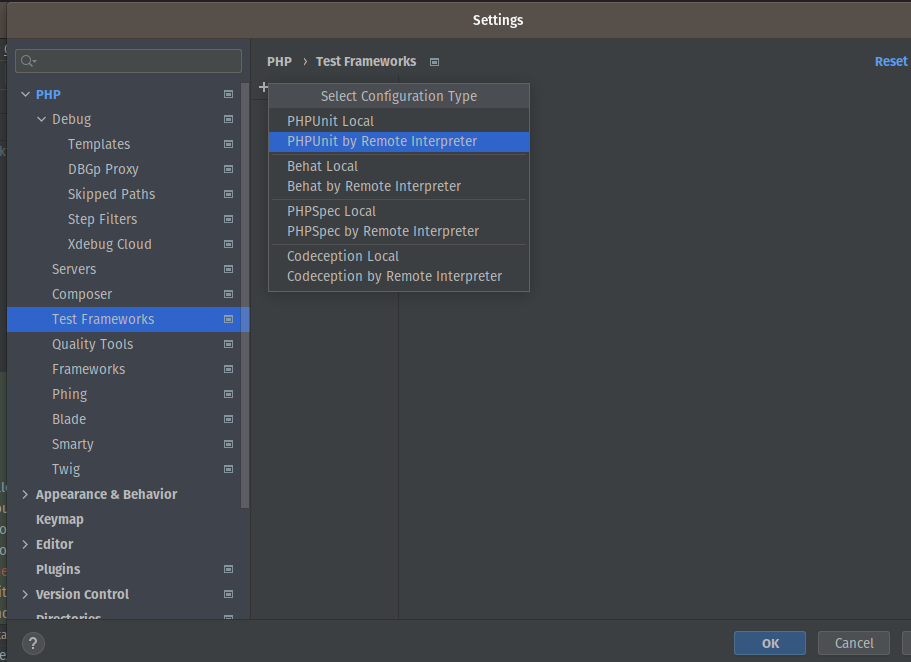 Settings
PHP › Test Frameworks
Reset
PHP
Debug
Templates
DBGp Proxy
Skipped Paths
Step Filters
Xdebug Cloud
Servers
Composer
Test Frameworks
Quality Tools
Frameworks
Phing
Blade
Smarty
Twig
Appearance & Behavior
Keymap
Editor
Plugins
Version Control
Directories
+
Select Configuration Type
PHPUnit Local
PHPUnit by Remote Interpreter
Behat Local
Behat by Remote Interpreter
PHPSpec Local
PHPSpec by Remote Interpreter
Codeception Local
Codeception by Remote Interpreter
?
OK
Cancel